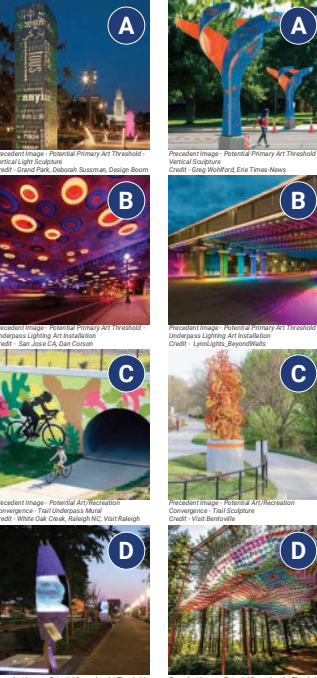 A
Precedent Image - Potential Primary Art Threshold -
Vertical Light Sculpture
Credit - Grand Park, Deborah Sussman, Design Boom
A
Precedent Image - Potential Primary Art Threshold
Vertical Sculpture
Credit - Greg Wohlford, Erie Times-News
B
Precedent Image - Potential Primary Art Threshold -
Underpass Lighting Art Installation
Credit - San Jose CA, Dan Corson
B
Precedent Image - Potential Primary Art Threshold
Underpass Lighting Art Installation
Credit - LynnLights_BeyondWalls
C
Precedent Image - Potential Art/Recreation
Convergence - Trail Underpass Mural
Credit - White Oak Creek, Raleigh NC, Visit Raleigh
C
Precedent Image - Potential Art/Recreation
Convergence - Trail Sculpture
Credit - Visit Bentoville
D
D